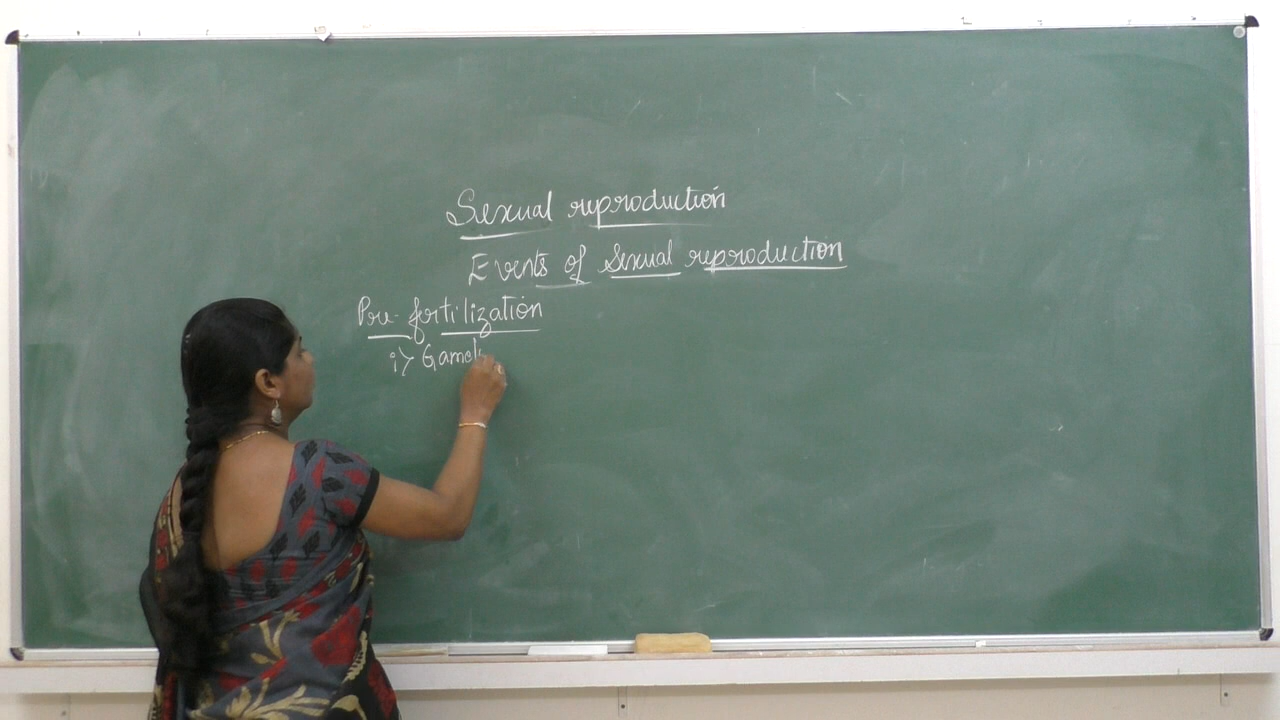 Sexual reproduction
Events of Sexual reproduction
Pre-fertilization
i> Gamet